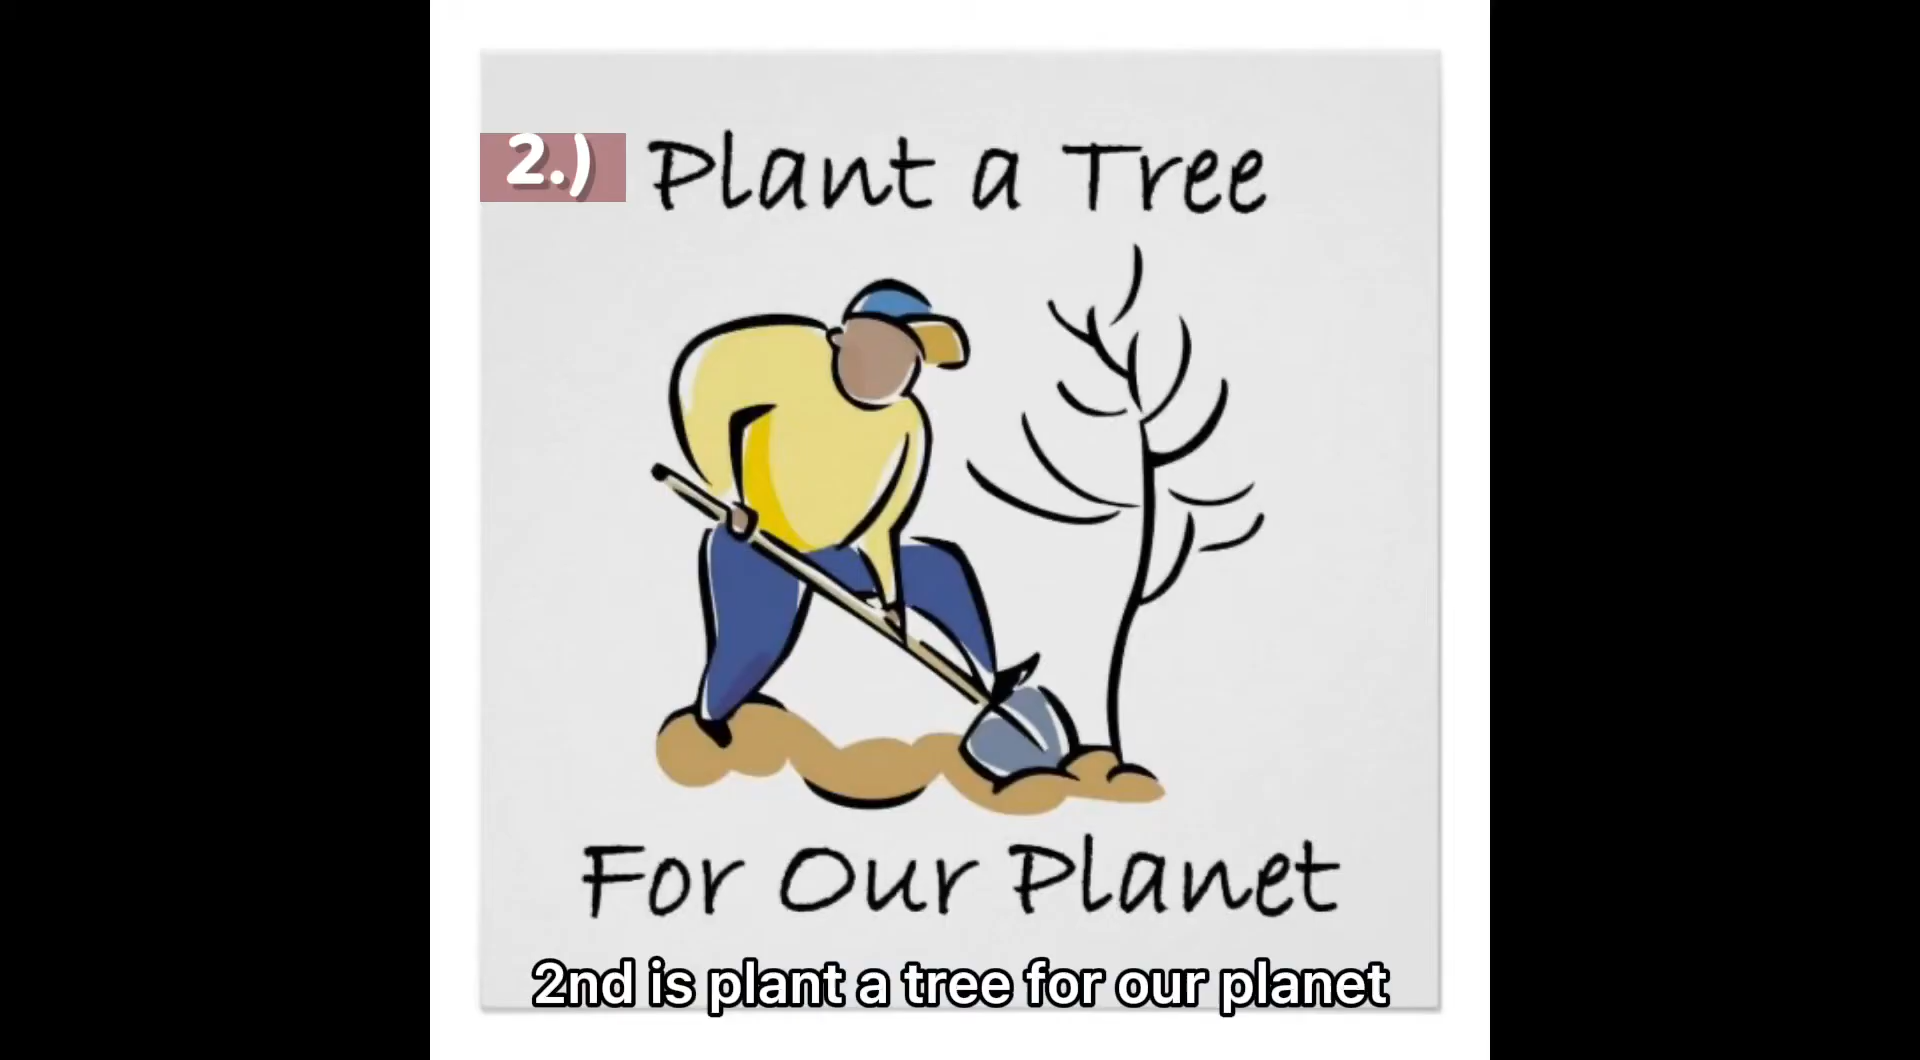 2.) Plant a Tree
For Our Planet
2nd is plant a tree for our planet